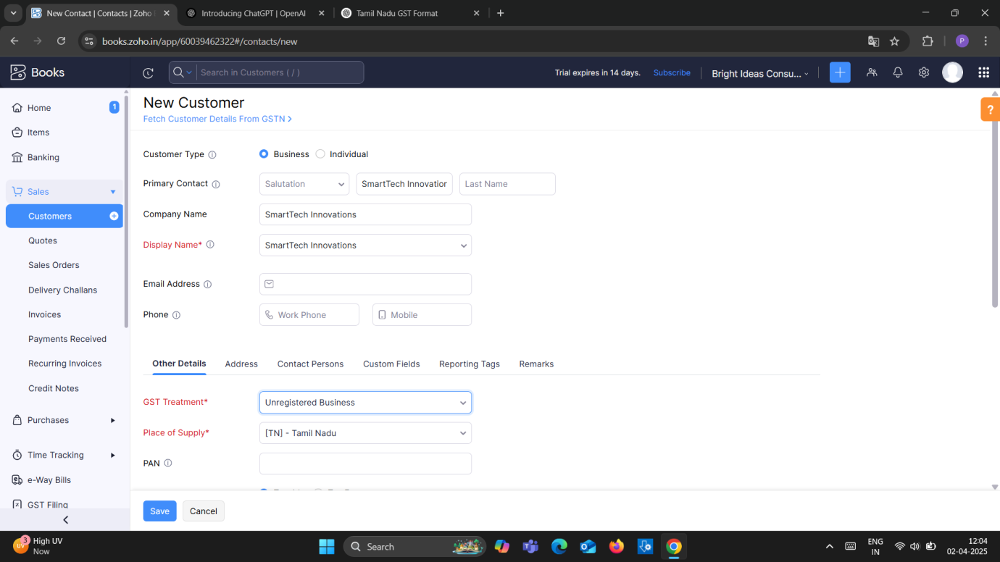 New Contact | Contacts | Zoho
Introducing ChatGPT | OpenAI
Tamil Nadu GST Format
books.zoho.in/app/60039462322#/contacts/new
P
Books
Search in Customers ( / )
Trial expires in 14 days.
Subscribe
Bright Ideas Consu...
Home
1
Items
Banking
Sales
Customers
Quotes
Sales Orders
Delivery Challans
Invoices
Payments Received
Recurring Invoices
Credit Notes
Purchases
Time Tracking
e-Way Bills
GST Filing
New Customer
Fetch Customer Details From GSTN >
?
Customer Type
Business
Individual
Primary Contact
Salutation
SmartTech Innovation
Last Name
Company Name
SmartTech Innovations
Display Name*
SmartTech Innovations
Email Address
Phone
Work Phone
Mobile
Other Details
Address
Contact Persons
Custom Fields
Reporting Tags
Remarks
GST Treatment*
Unregistered Business
Place of Supply*
[TN] - Tamil Nadu
PAN
Save
Cancel
UV
3
High UV
Now
Search
ENG
IN
12:04
02-04-2025